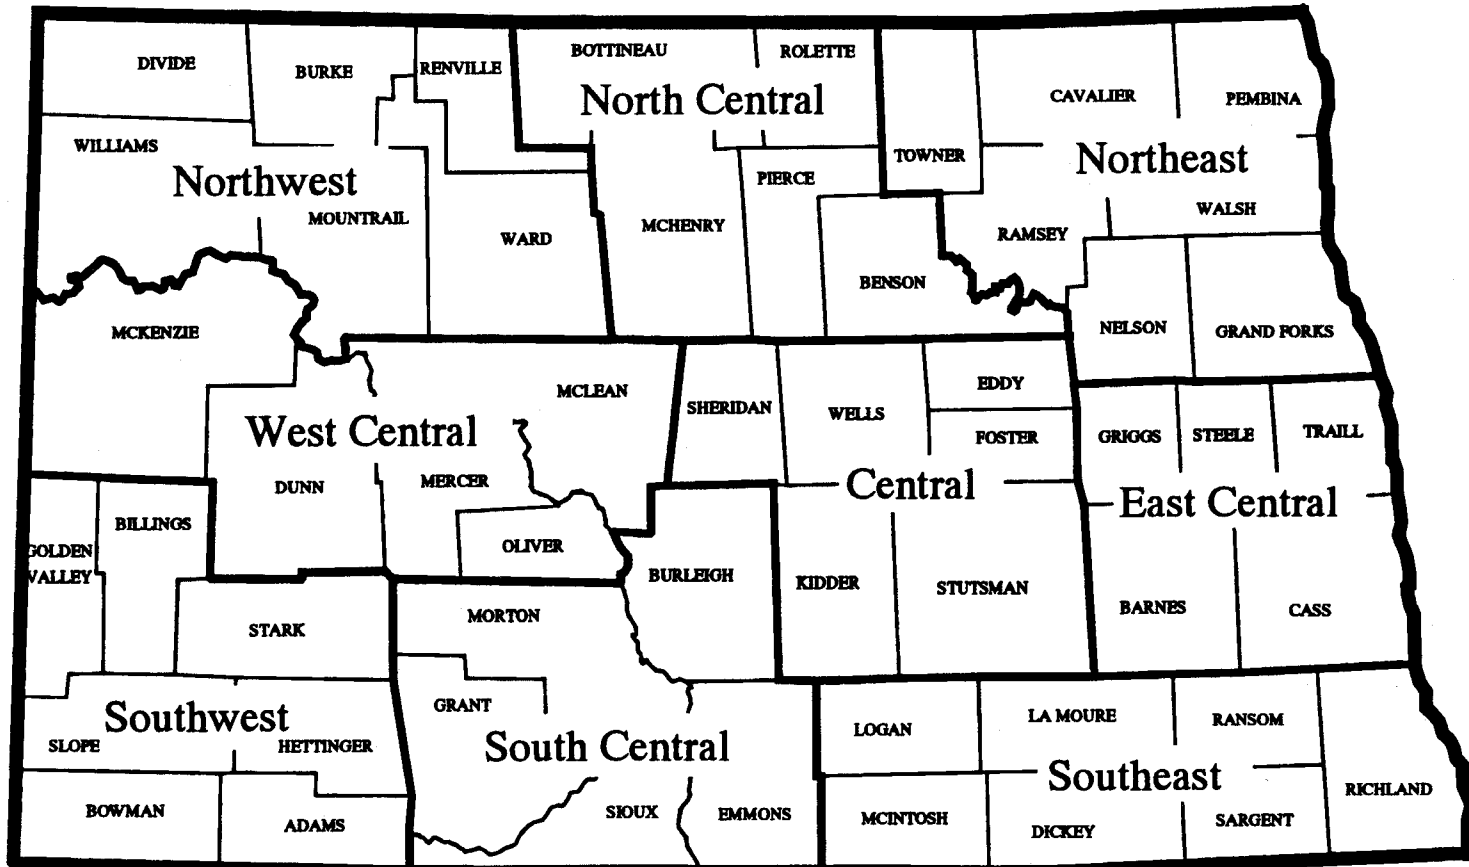 DIVIDE
BURKE
RENVILLE
BOTTINEAU
ROLETTE
North Central
CAVALIER
PEMBINA
WILLIAMS
Northwest
MOUNTRAIL
WARD
MCHENRY
PIERCE
TOWNER
Northeast
WALSH
RAMSEY
BENSON
NELSON
GRAND FORKS
MCKENZIE
MCLEAN
West Central
DUNN
MERCER
OLIVER
SHERIDAN
WELLS
EDDY
FOSTER
Central
KIDDER
STUTSMAN
GRIGGS
STEELE
TRAILL
East Central
BARNES
CASS
BILLINGS
GOLDEN
VALLEY
STARK
Southwest
SLOPE
HETTINGER
BOWMAN
ADAMS
BURLEIGH
MORTON
GRANT
South Central
SIOUX
EMMONS
LOGAN
LA MOURE
RANSOM
Southeast
RICHLAND
MCINTOSH
DICKEY
SARGENT